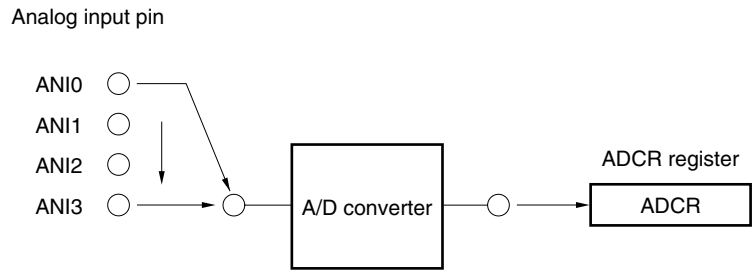 Analog input pin
ANI0
ANI1
ANI2
ANI3
A/D converter
ADCR register
ADCR